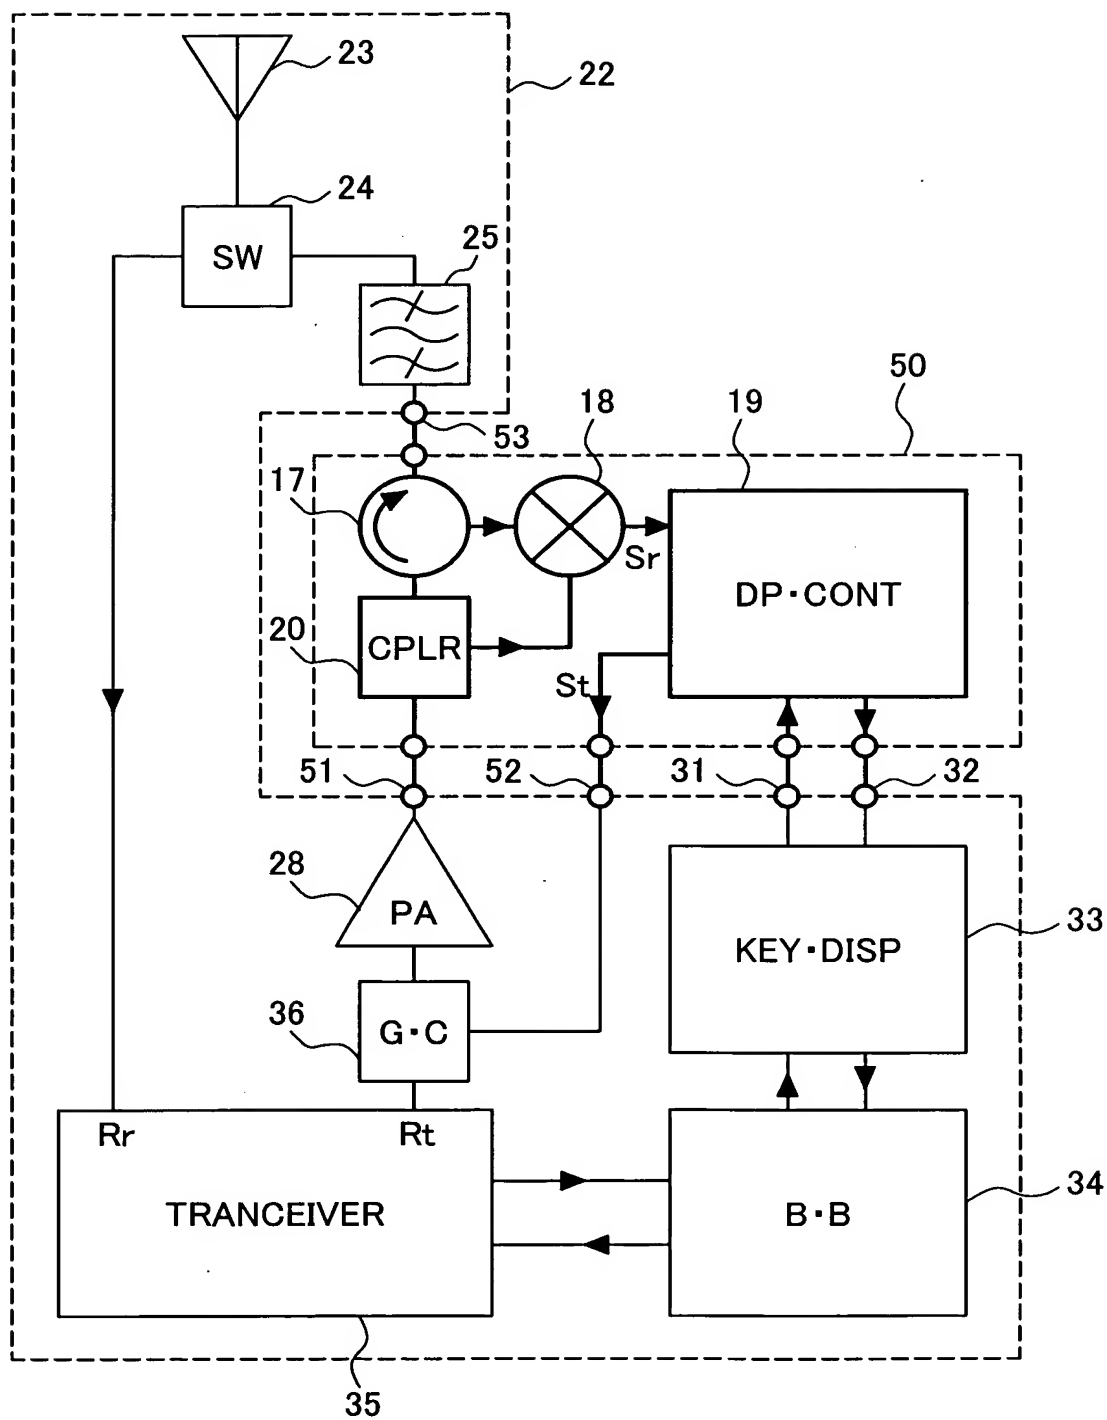 23
22
24
SW
25
50
18
19
53
17
Sr
DP・CONT
20
CPLR
St
51
52
31
32
28
PA
33
KEY・DISP
36
G・C
Rr
Rt
34
TRANCEIVER
B・B
35